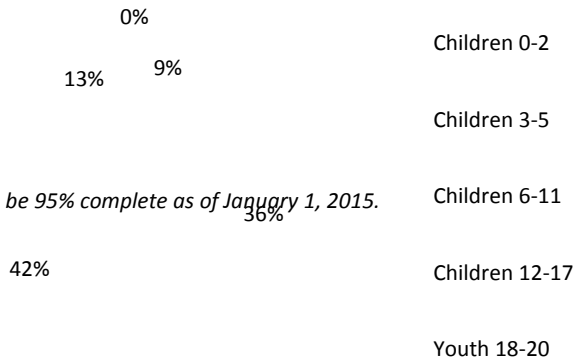 0%
Children 0-2
9%
13%
Children 3-5
be 95% complete as of January 1, 2015.
Children 6-11
36%
42%
Children 12-17
Youth 18-20